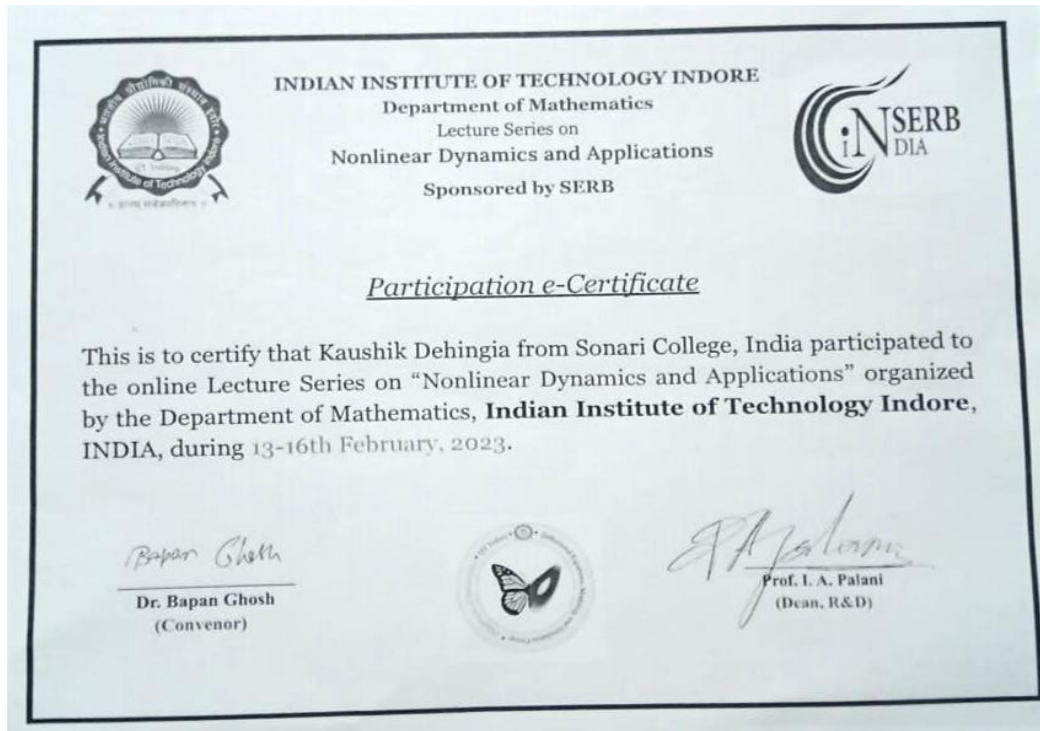 INDIAN INSTITUTE OF TECHNOLOGY INDORE
Department of Mathematics
Lecture Series on
Nonlinear Dynamics and Applications
Sponsored by SERB
iNSERB
DIA
Participation e-Certificate
This is to certify that Kaushik Dehingia from Sonari College, India participated to
the online Lecture Series on “Nonlinear Dynamics and Applications” organized
by the Department of Mathematics, Indian Institute of Technology Indore,
INDIA, during 13-16th February, 2023.
Bapan Ghosh
Dr. Bapan Ghosh
(Convenor)
Prof. I. A. Palani
(Dean, R&D)